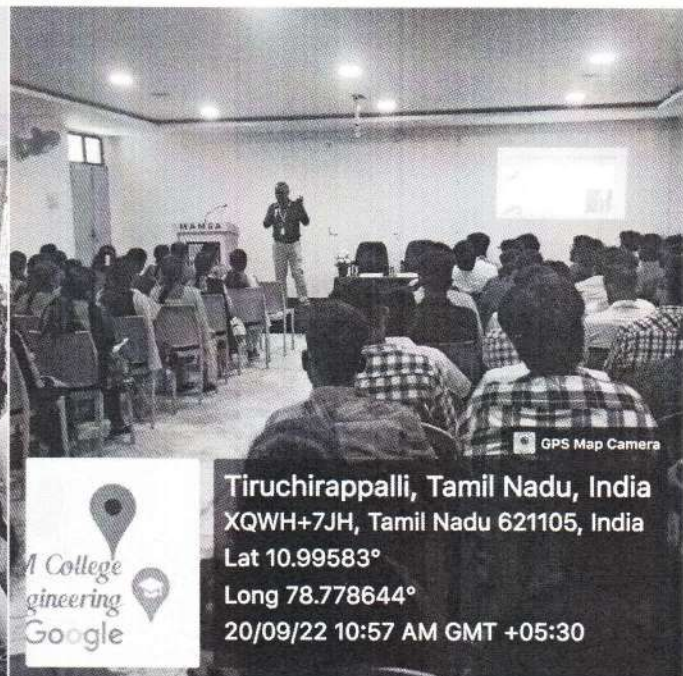 MAMSA
GPS Map Camera
Tiruchirappalli, Tamil Nadu, India
XQWH+7JH, Tamil Nadu 621105, India
Lat 10.99583°
Long 78.778644°
20/09/22 10:57 AM GMT +05:30
M College
gineering
Google